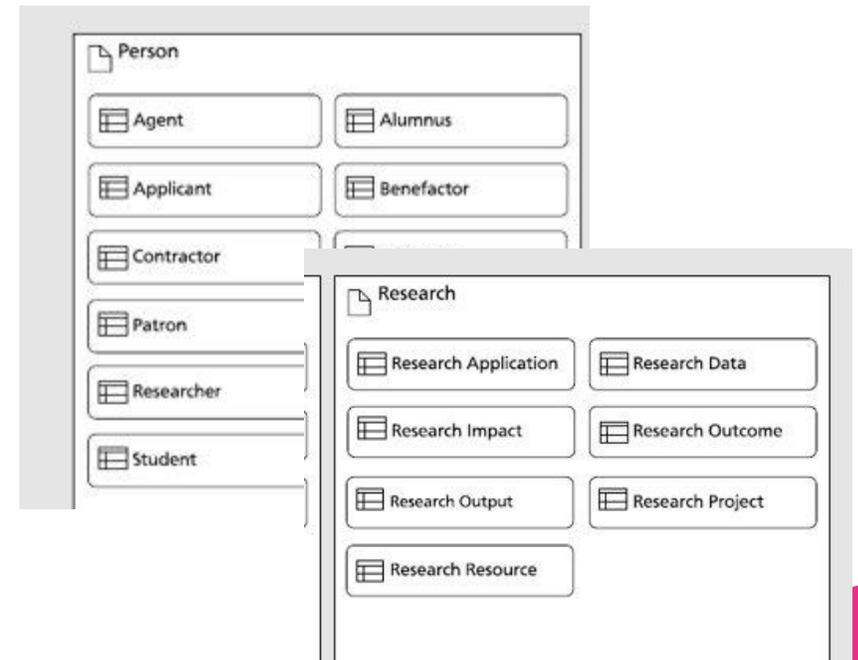 Person
Agent
Alumnus
Applicant
Benefactor
Contractor
Patron
Researcher
Student
Research
Research Application
Research Data
Research Impact
Research Outcome
Research Output
Research Project
Research Resource